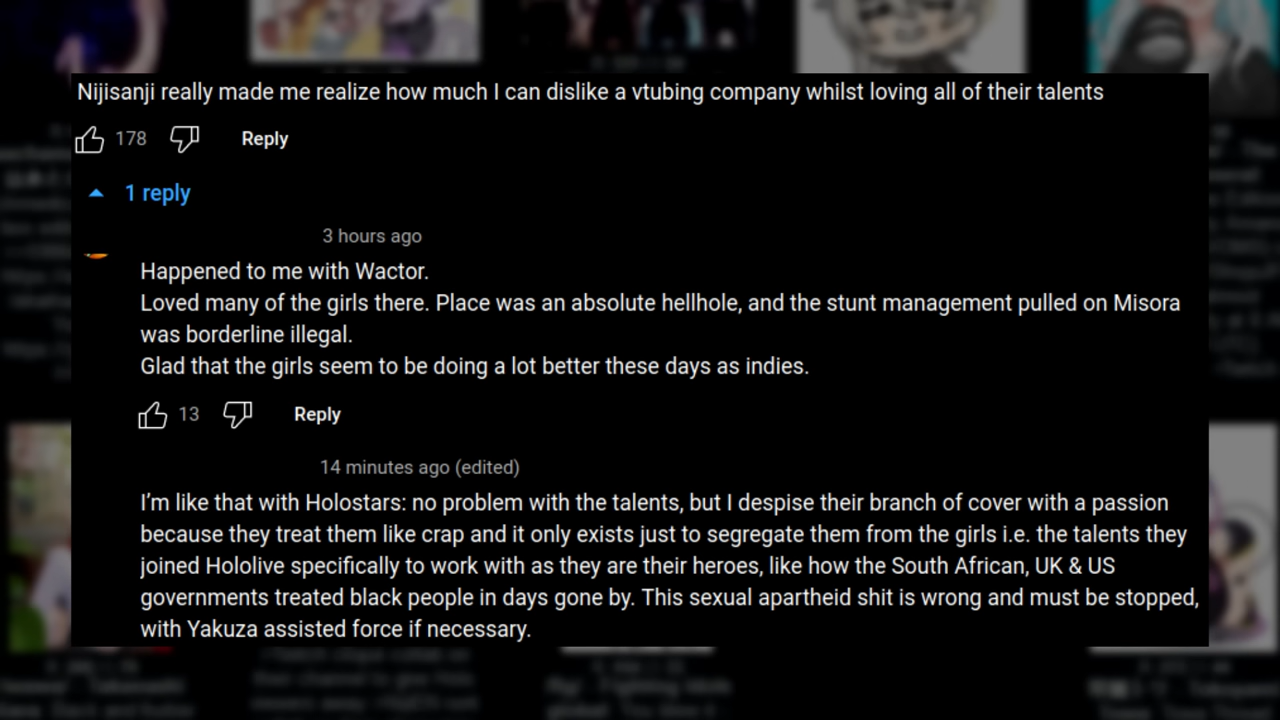 Nijisanji really made me realize how much I can dislike a vtubing company whilst loving all of their talents
178 Reply
1 reply
3 hours ago
Happened to me with Wactor.
Loved many of the girls there. Place was an absolute hellhole, and the stunt management pulled on Misora
was borderline illegal.
Glad that the girls seem to be doing a lot better these days as indies.
13 Reply
14 minutes ago (edited)
I’m like that with Holostars: no problem with the talents, but I despise their branch of cover with a passion
because they treat them like crap and it only exists just to segregate them from the girls i.e. the talents they
joined Hololive specifically to work with as they are their heroes, like how the South African, UK & US
governments treated black people in days gone by. This sexual apartheid shit is wrong and must be stopped,
with Yakuza assisted force if necessary.